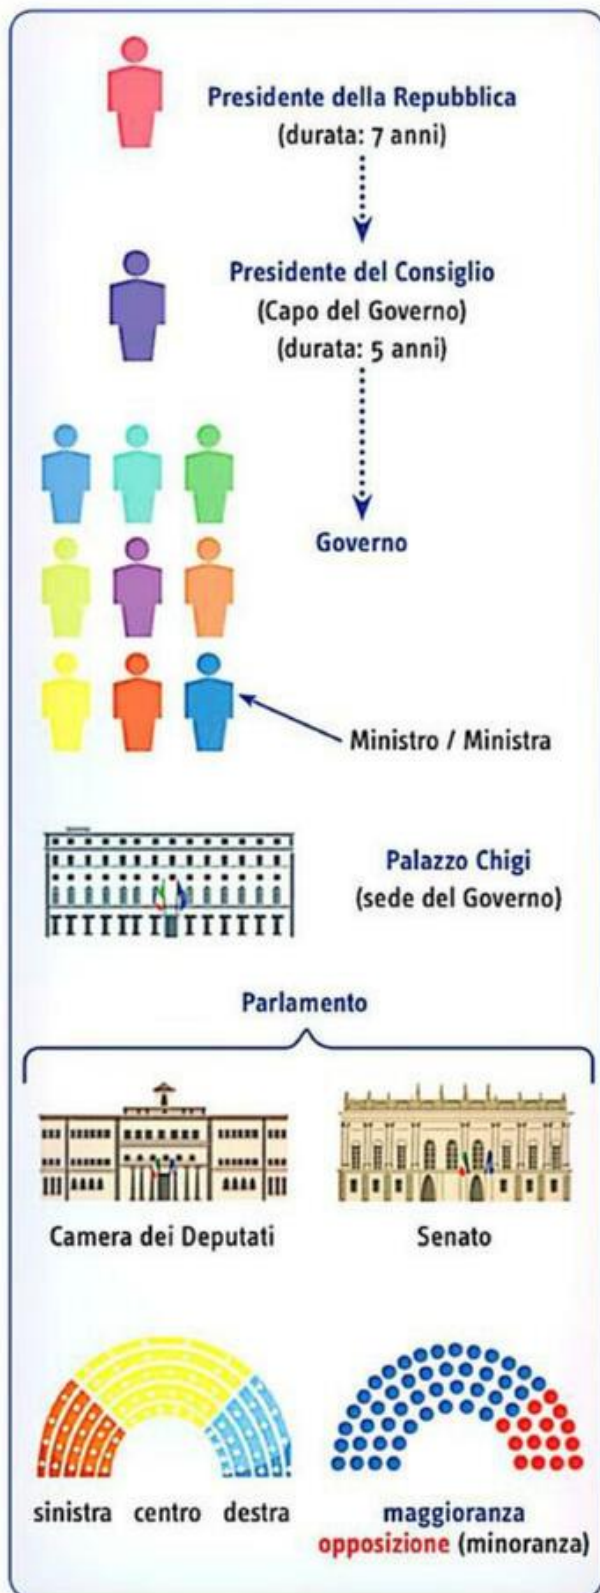 Presidente della Repubblica
(durata: 7 anni)
Presidente del Consiglio
(Capo del Governo)
(durata: 5 anni)
Governo
Ministro / Ministra
Palazzo Chigi
(sede del Governo)
Parlamento
Camera dei Deputati
Senato
sinistra centro destra
maggioranza
opposizione (minoranza)